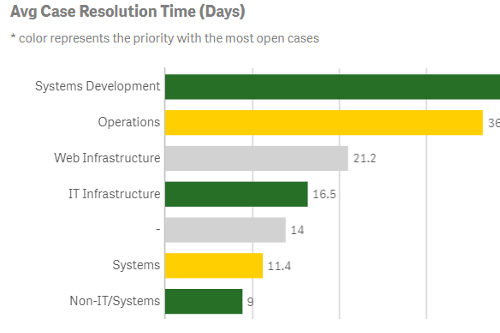 Avg Case Resolution Time (Days)
* color represents the priority with the most open cases
Systems Development
Operations 36
Web Infrastructure 21.2
IT Infrastructure 16.5
- 14
Systems 11.4
Non-IT/Systems 9